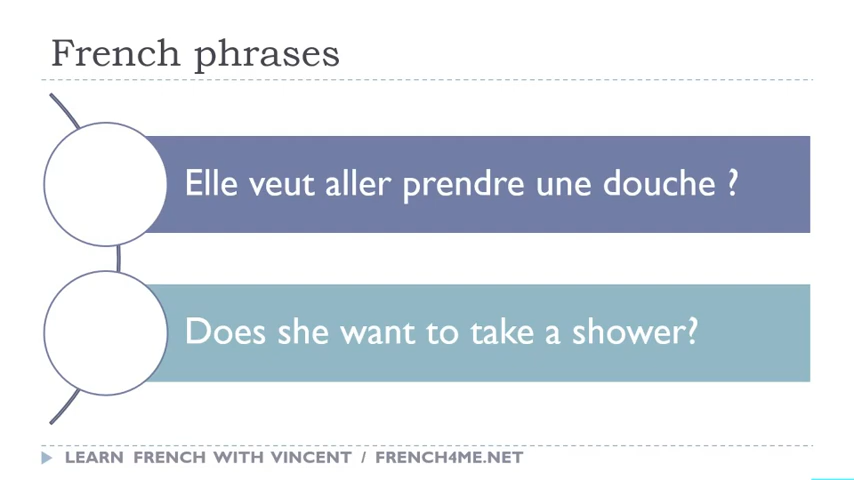 French phrases
Elle veut aller prendre une douche ?
Does she want to take a shower?
LEARN FRENCH WITH VINCENT / FRENCH4ME.NET